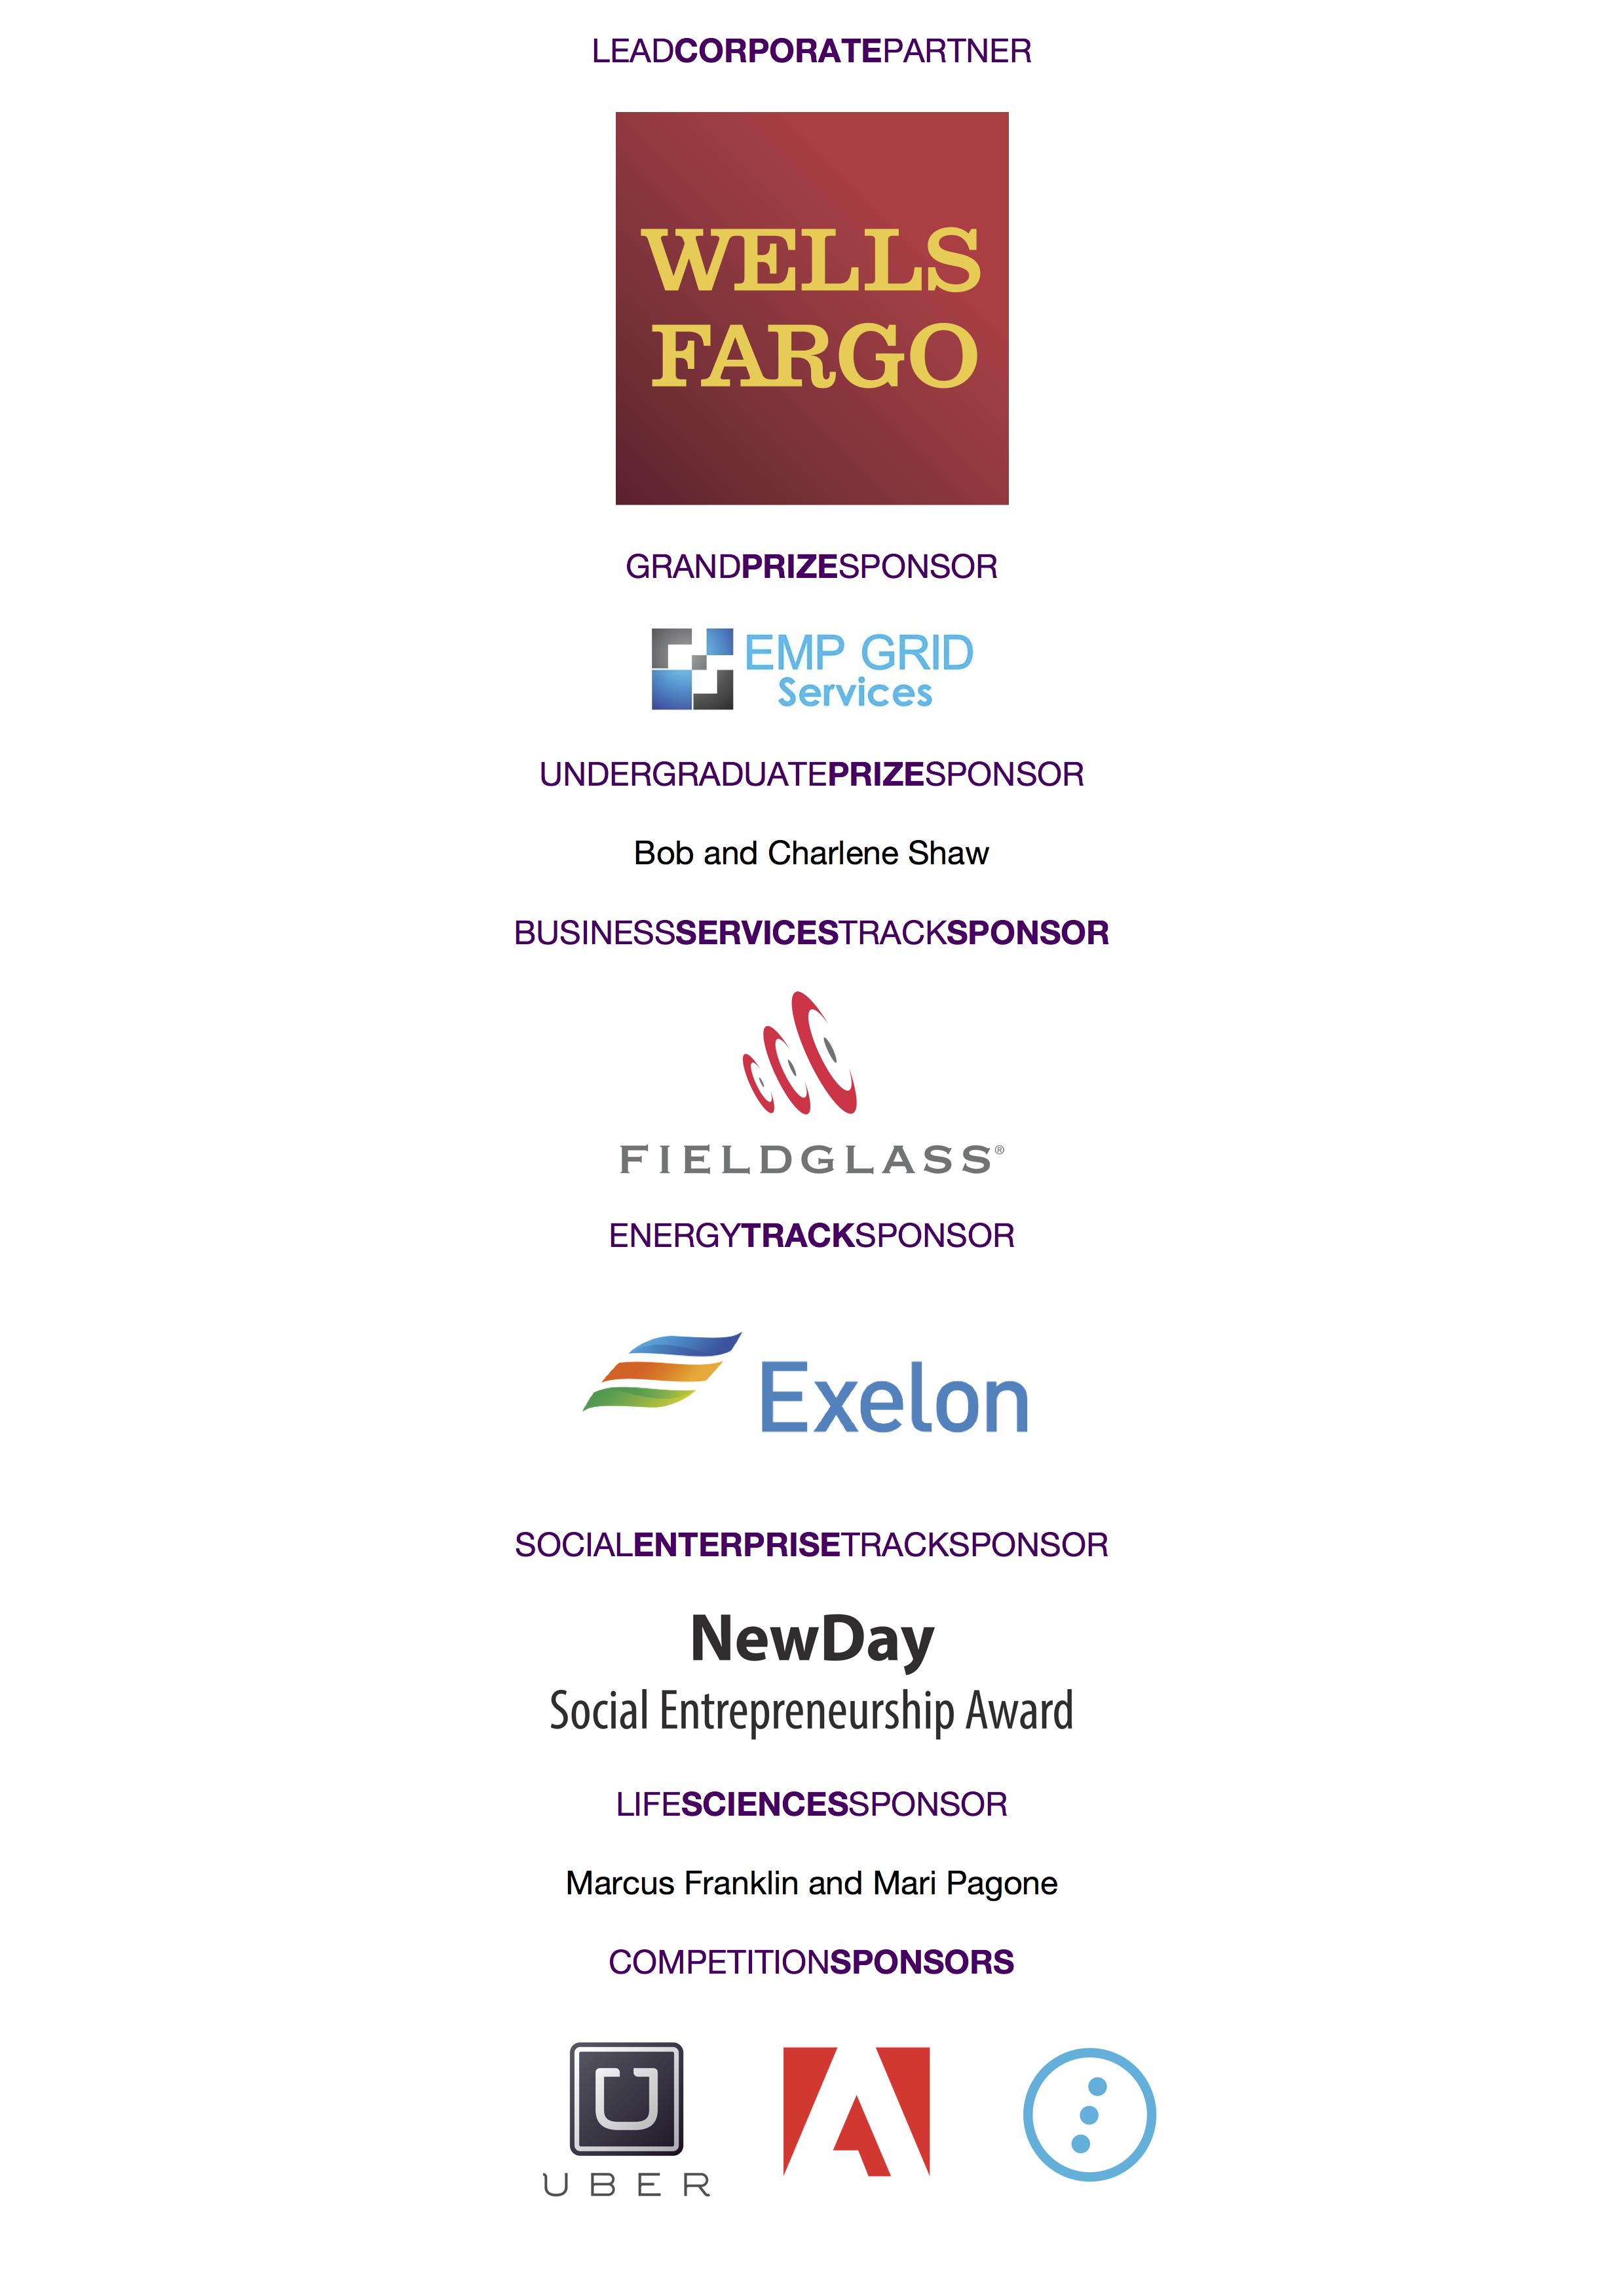 LEADCORPORATEPARTNER
WELLS
FARGO
GRANDPRIZESPONSOR
EMP GRID
Services
UNDERGRADUATEPRIZESPONSOR
Bob and Charlene Shaw
BUSINESSSERVICESTRACKSPONSOR
FIELDGLASS®
ENERGYTRACKSPONSOR
Exelon
SOCIALENTERPRISETRACKSPONSOR
NewDay
Social Entrepreneurship Award
LIFESCIENCESSPONSOR
Marcus Franklin and Mari Pagone
COMPETITIONSPONSORS
U
UBER